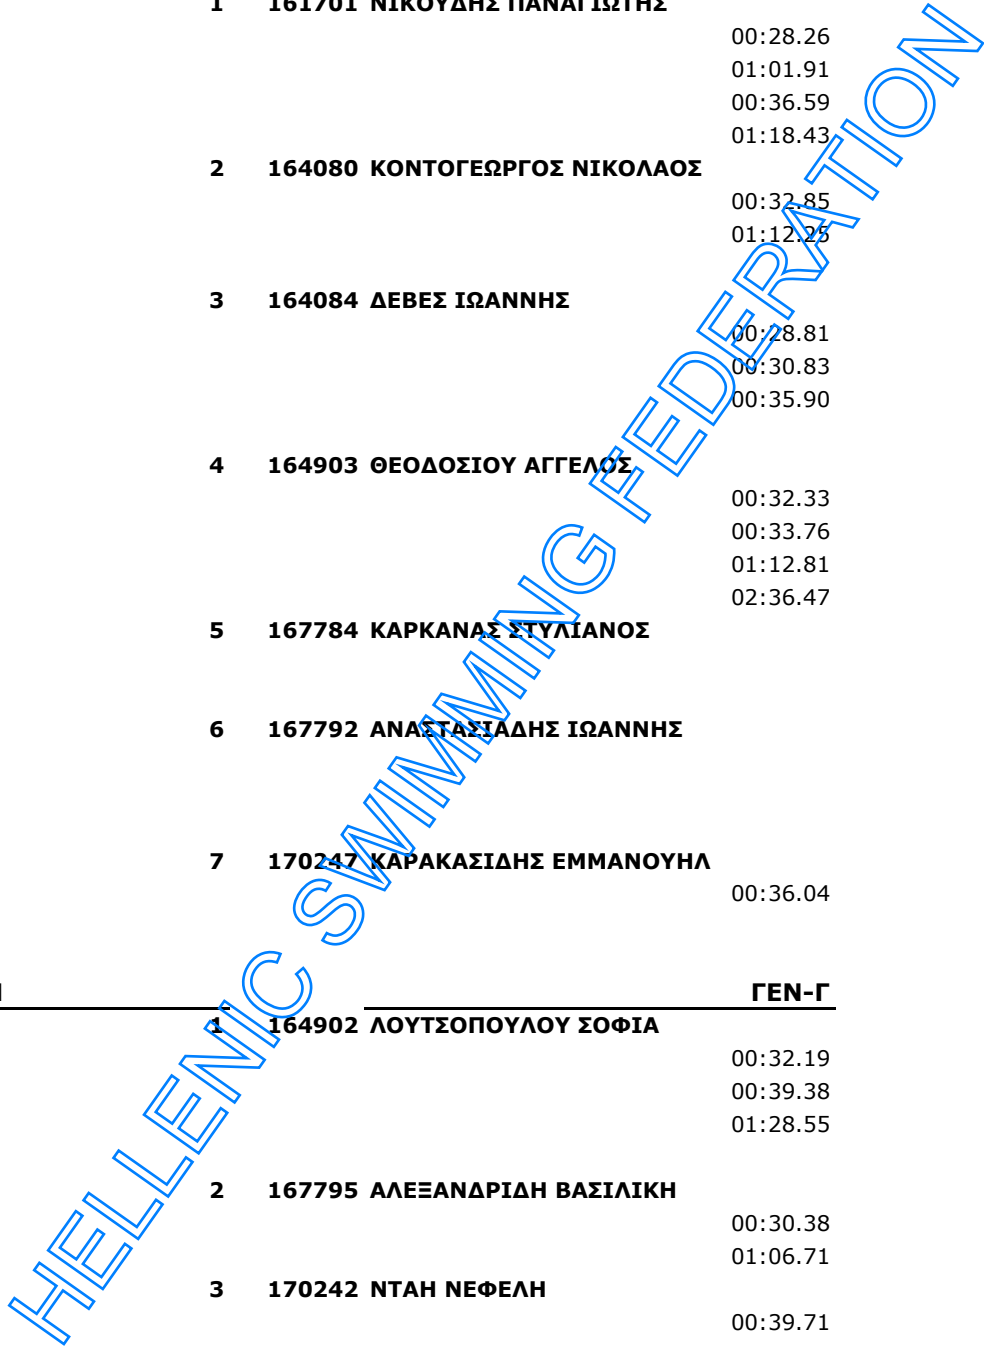 1 161701 ΝΙΚΟΥΔΗΣ ΠΑΝΑΓΙΩΤΗΣ
00:28.26
01:01.91
00:36.59
01:18.43
2 164080 ΚΟΝΤΟΓΕΩΡΓΟΣ ΝΙΚΟΛΑΟΣ
00:32.85
01:12.25
3 164084 ΔΕΒΕΣ ΙΩΑΝΝΗΣ
00:28.81
00:30.83
00:35.90
4 164903 ΘΕΟΔΟΣΙΟΥ ΑΓΓΕΛΟΣ
00:32.33
00:33.76
01:12.81
02:36.47
5 167784 ΚΑΡΚΑΝΑΣ ΣΤΥΛΙΑΝΟΣ
6 167792 ΑΝΑΣΤΑΣΙΑΔΗΣ ΙΩΑΝΝΗΣ
7 170247 ΚΑΡΑΚΑΣΙΔΗΣ ΕΜΜΑΝΟΥΗΛ
00:36.04
ΓΕΝ-Γ
1 164902 ΛΟΥΤΣΟΠΟΥΛΟΥ ΣΟΦΙΑ
00:32.19
00:39.38
01:28.55
2 167795 ΑΛΕΞΑΝΔΡΙΔΗ ΒΑΣΙΛΙΚΗ
00:30.38
01:06.71
3 170242 ΝΤΑΗ ΝΕΦΕΛΗ
00:39.71
HELLENIC SWIMMING FEDERATION